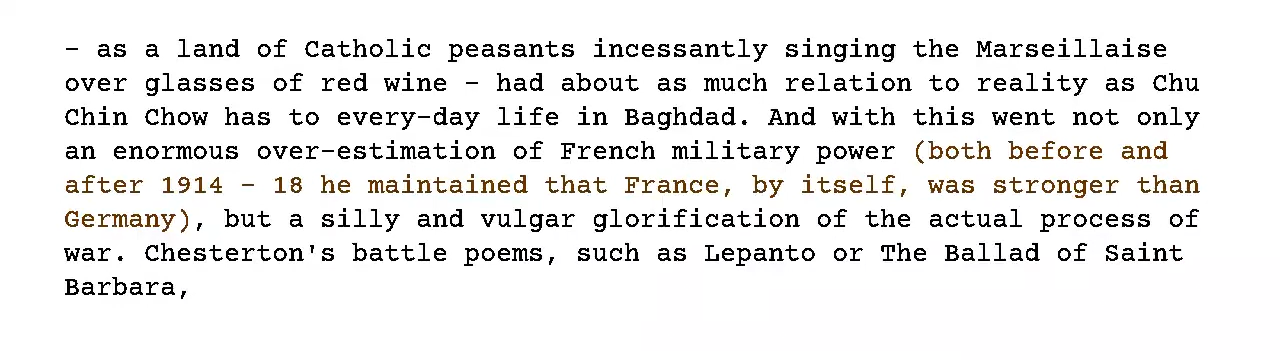 – as a land of Catholic peasants incessantly singing the Marseillaise
over glasses of red wine – had about as much relation to reality as Chu
Chin Chow has to every-day life in Baghdad. And with this went not only
an enormous over-estimation of French military power (both before and
after 1914 – 18 he maintained that France, by itself, was stronger than
Germany), but a silly and vulgar glorification of the actual process of
war. Chesterton's battle poems, such as Lepanto or The Ballad of Saint
Barbara,